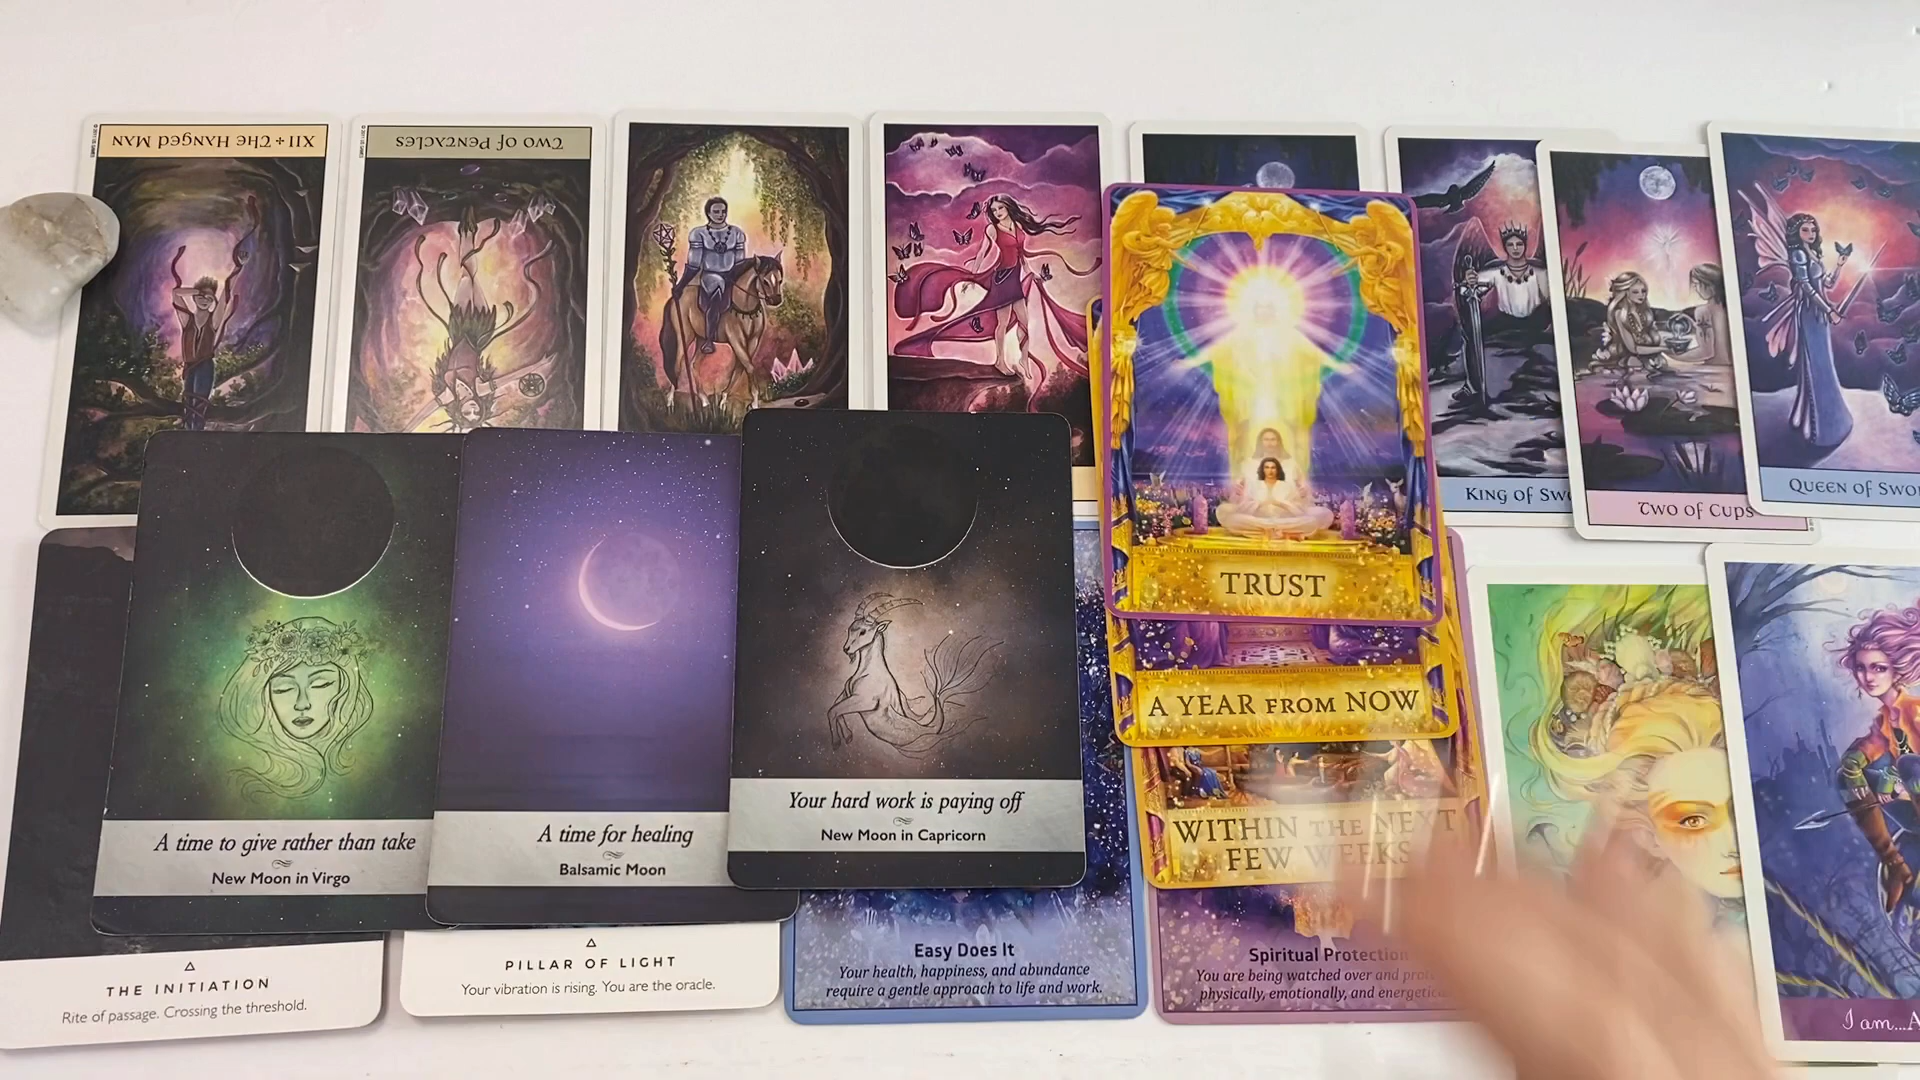 XII + THE HANGED MAN
TWO OF PENTACLES
KING OF
TWO OF CUPS
QUEEN OF
TRUST
A YEAR FROM NOW
WITHIN THE NEXT
FEW WEEKS
A time to give rather than take
New Moon in Virgo
A time for healing
Balsamic Moon
Your hard work is paying off
New Moon in Capricorn
THE INITIATION
Rite of passage. Crossing the threshold.
PILLAR OF LIGHT
Your vibration is rising. You are the oracle.
Easy Does It
Your health, happiness, and abundance
require a gentle approach to life and work.
Spiritual Protection
You are being watched over and
physically, emotionally, and
I am...